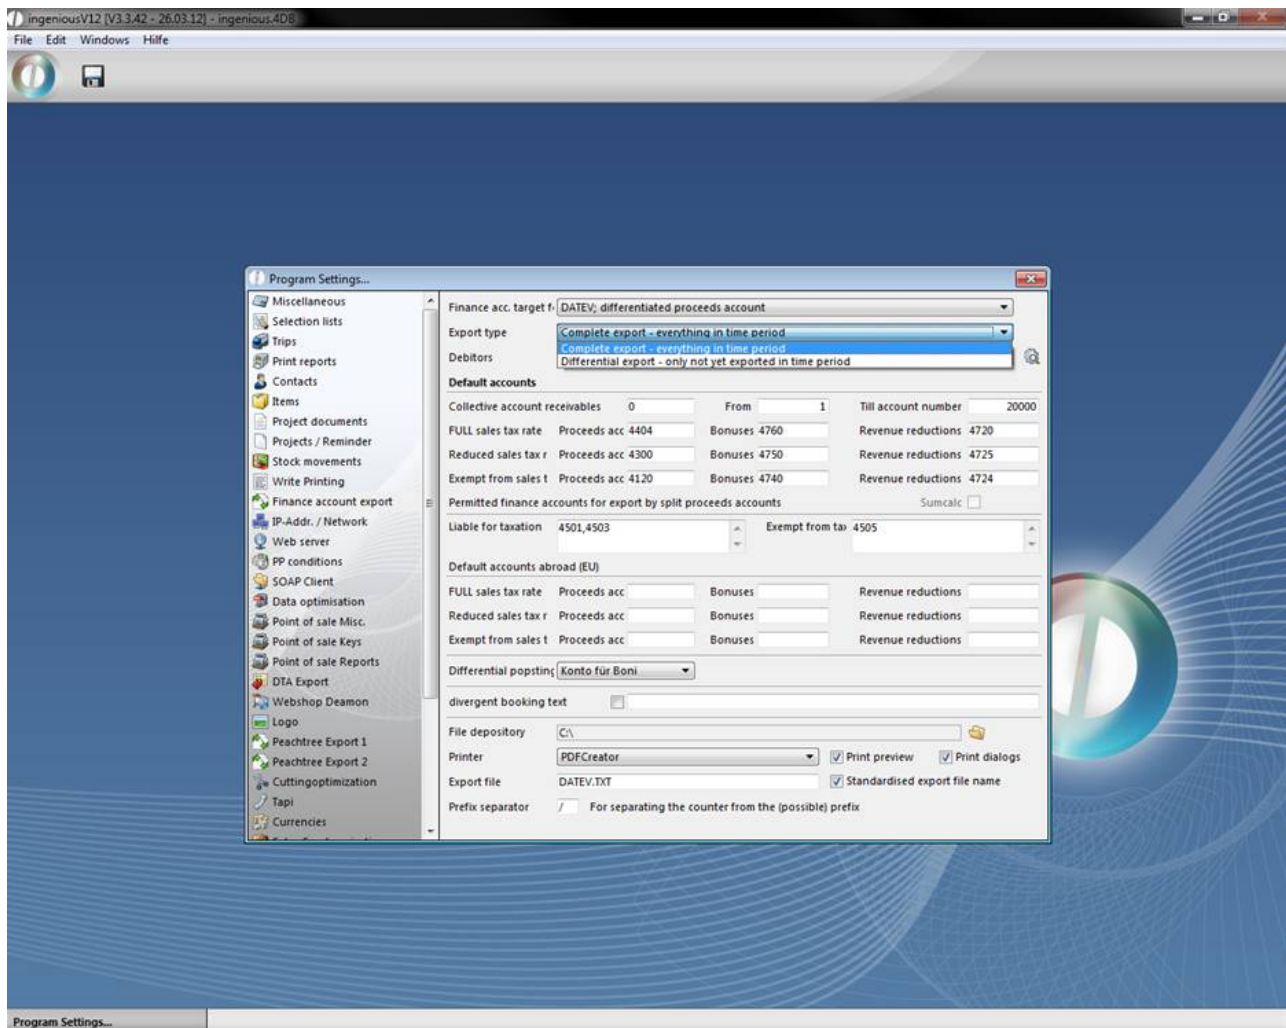 ingeniousV12 [V3.3.42 - 26.03.12] - ingenious.4DB
File Edit Windows Hilfe
Program Settings...
Miscellaneous
Selection lists
Trips
Print reports
Contacts
Items
Project documents
Projects / Reminder
Stock movements
Write Printing
Finance account export
IP-Addr. / Network
Web server
PP conditions
SOAP Client
Data optimisation
Point of sale Misc.
Point of sale Keys
Point of sale Reports
DTA Export
Webshop Deamon
Logo
Peachtree Export 1
Peachtree Export 2
Cuttingoptimization
Tapi
Currencies
Finance acc. target f DATEV; differentiated proceeds account
Export type Complete export - everything in time period
Complete export - everything in time period
Debitors Differential export - only not yet exported in time period
Default accounts
Collective account receivables 0 From 1 Till account number 20000
FULL sales tax rate Proceeds acc 4404 Bonuses 4760 Revenue reductions 4720
Reduced sales tax r Proceeds acc 4300 Bonuses 4750 Revenue reductions 4725
Exempt from sales t Proceeds acc 4120 Bonuses 4740 Revenue reductions 4724
Permitted finance accounts for export by split proceeds accounts Sumcalc
Liable for taxation 4501,4503 Exempt from tax 4505
Default accounts abroad (EU)
FULL sales tax rate Proceeds acc Bonuses Revenue reductions
Reduced sales tax r Proceeds acc Bonuses Revenue reductions
Exempt from sales t Proceeds acc Bonuses Revenue reductions
Differential popsting Konto für Boni
divergent booking text
File depository C:\
Printer PDFCreator Print preview Print dialogs
Export file DATEV.TXT Standardised export file name
Prefix separator / For separating the counter from the (possible) prefix
Program Settings...